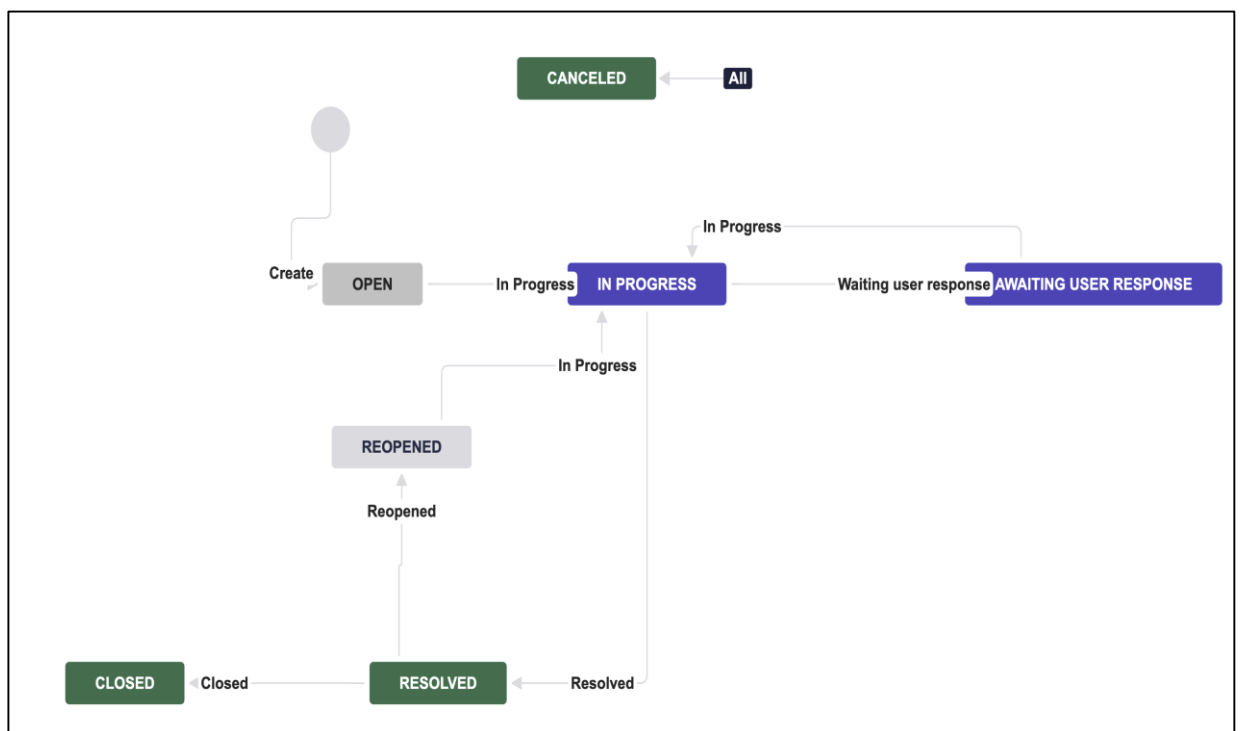 CANCELED
All
In Progress
Create
OPEN
In Progress
IN PROGRESS
Waiting user response
AWAITING USER RESPONSE
In Progress
REOPENED
Reopened
CLOSED
Closed
RESOLVED
Resolved